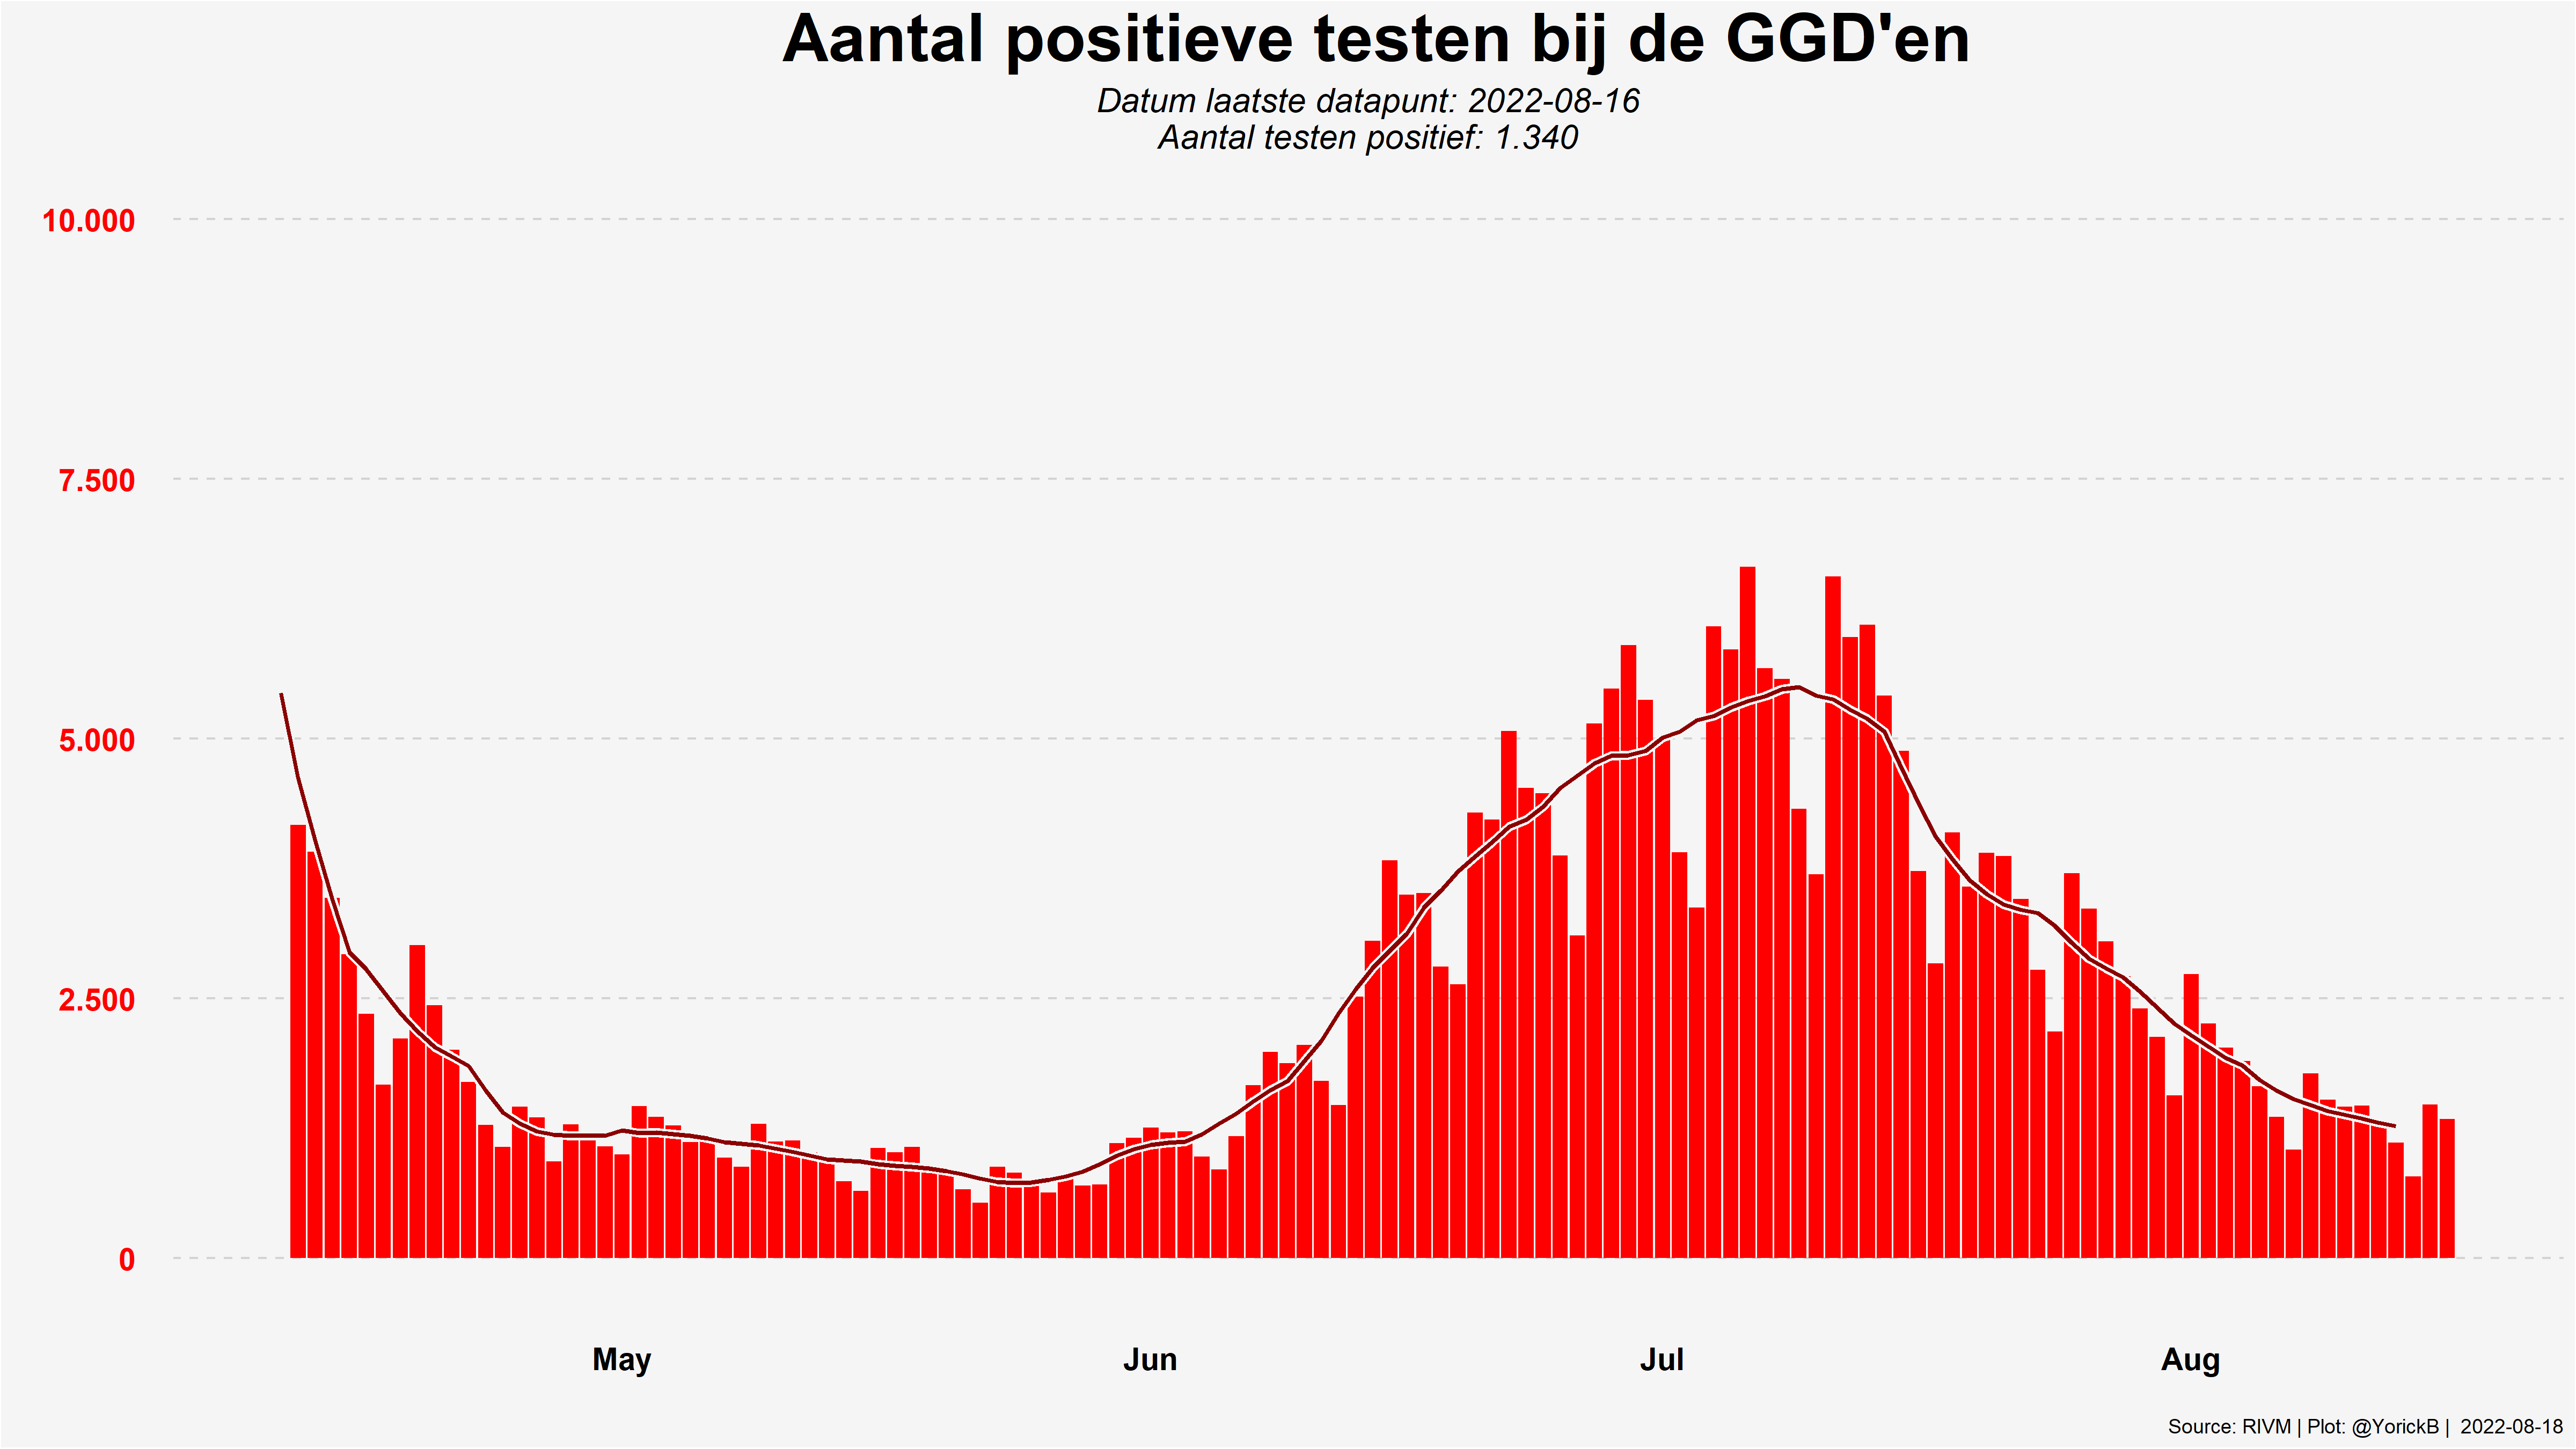 Aantal positieve testen bij de GGD'en
Datum laatste datapunt: 2022-08-16
Aantal testen positief: 1.340
10.000
7.500
5.000
2.500
0
May Jun Jul Aug
Source: RIVM | Plot: @YorickB | 2022-08-18